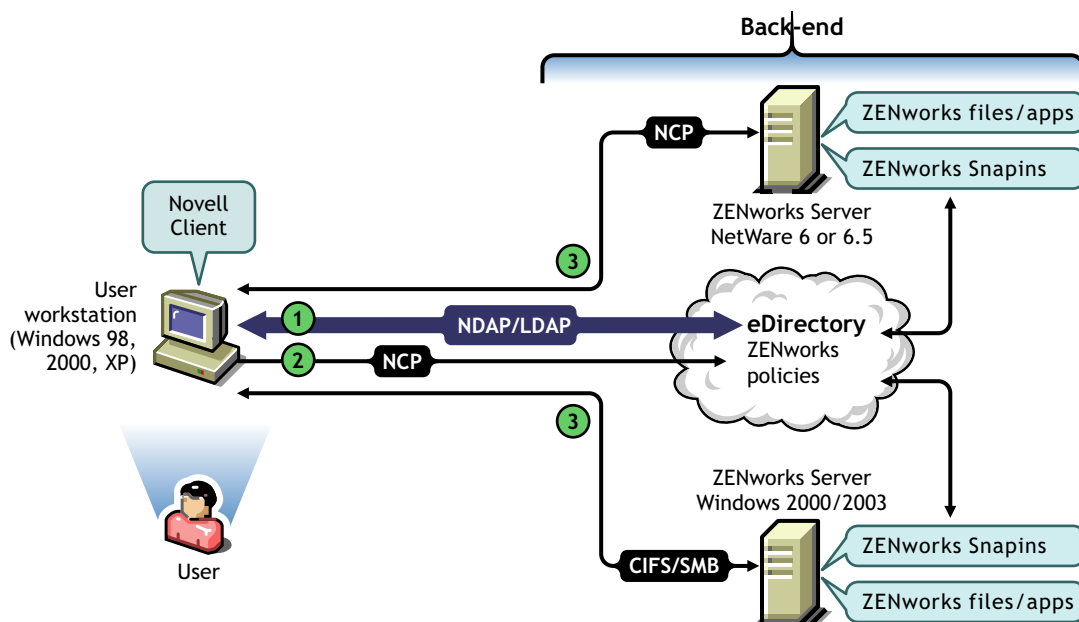 Back-end
NCP
ZENworks files/apps
ZENworks Snapins
Novell
Client
ZENworks Server
NetWare 6 or 6.5
3
User
workstation
(Windows 98,
2000, XP)
1
NDAP/LDAP
eDirectory
ZENworks
policies
2
NCP
3
ZENworks Server
Windows 2000/2003
User
CIFS/SMB
ZENworks Snapins
ZENworks files/apps